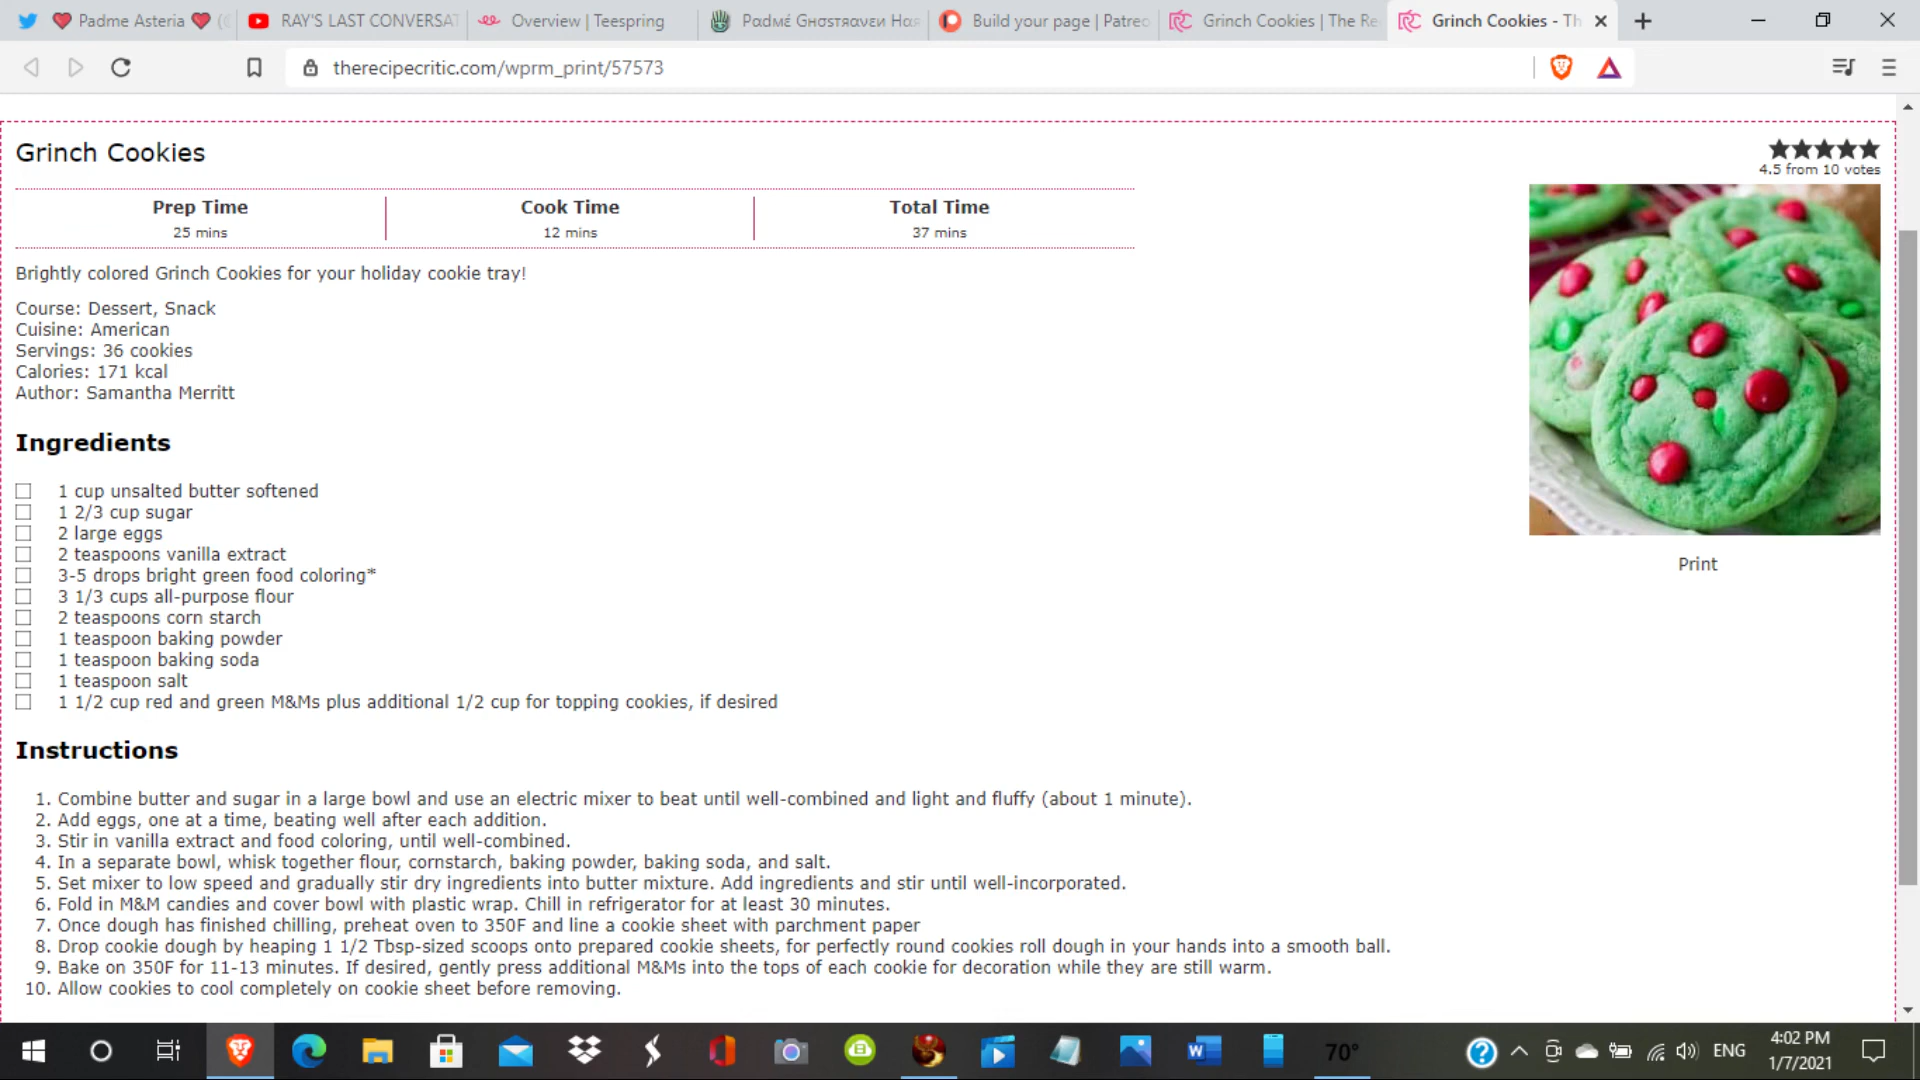 Padme Asteria
RAY'S LAST CONVERSAT
Overview | Teespring
Build your page | Patreo
Grinch Cookies | The Re
Grinch Cookies - Th
therecipecritic.com/wprm_print/57573
Grinch Cookies
4.5 from 10 votes
Prep Time
25 mins
Cook Time
12 mins
Total Time
37 mins
Brightly colored Grinch Cookies for your holiday cookie tray!
Course: Dessert, Snack
Cuisine: American
Servings: 36 cookies
Calories: 171 kcal
Author: Samantha Merritt
Print
Ingredients
1 cup unsalted butter softened
1 2/3 cup sugar
2 large eggs
2 teaspoons vanilla extract
3-5 drops bright green food coloring*
3 1/3 cups all-purpose flour
2 teaspoons corn starch
1 teaspoon baking powder
1 teaspoon baking soda
1 teaspoon salt
1 1/2 cup red and green M&Ms plus additional 1/2 cup for topping cookies, if desired
Instructions
1. Combine butter and sugar in a large bowl and use an electric mixer to beat until well-combined and light and fluffy (about 1 minute).
2. Add eggs, one at a time, beating well after each addition.
3. Stir in vanilla extract and food coloring, until well-combined.
4. In a separate bowl, whisk together flour, cornstarch, baking powder, baking soda, and salt.
5. Set mixer to low speed and gradually stir dry ingredients into butter mixture. Add ingredients and stir until well-incorporated.
6. Fold in M&M candies and cover bowl with plastic wrap. Chill in refrigerator for at least 30 minutes.
7. Once dough has finished chilling, preheat oven to 350F and line a cookie sheet with parchment paper
8. Drop cookie dough by heaping 1 1/2 Tbsp-sized scoops onto prepared cookie sheets, for perfectly round cookies roll dough in your hands into a smooth ball.
9. Bake on 350F for 11-13 minutes. If desired, gently press additional M&Ms into the tops of each cookie for decoration while they are still warm.
10. Allow cookies to cool completely on cookie sheet before removing.
70°
ENG
4:02 PM
1/7/2021